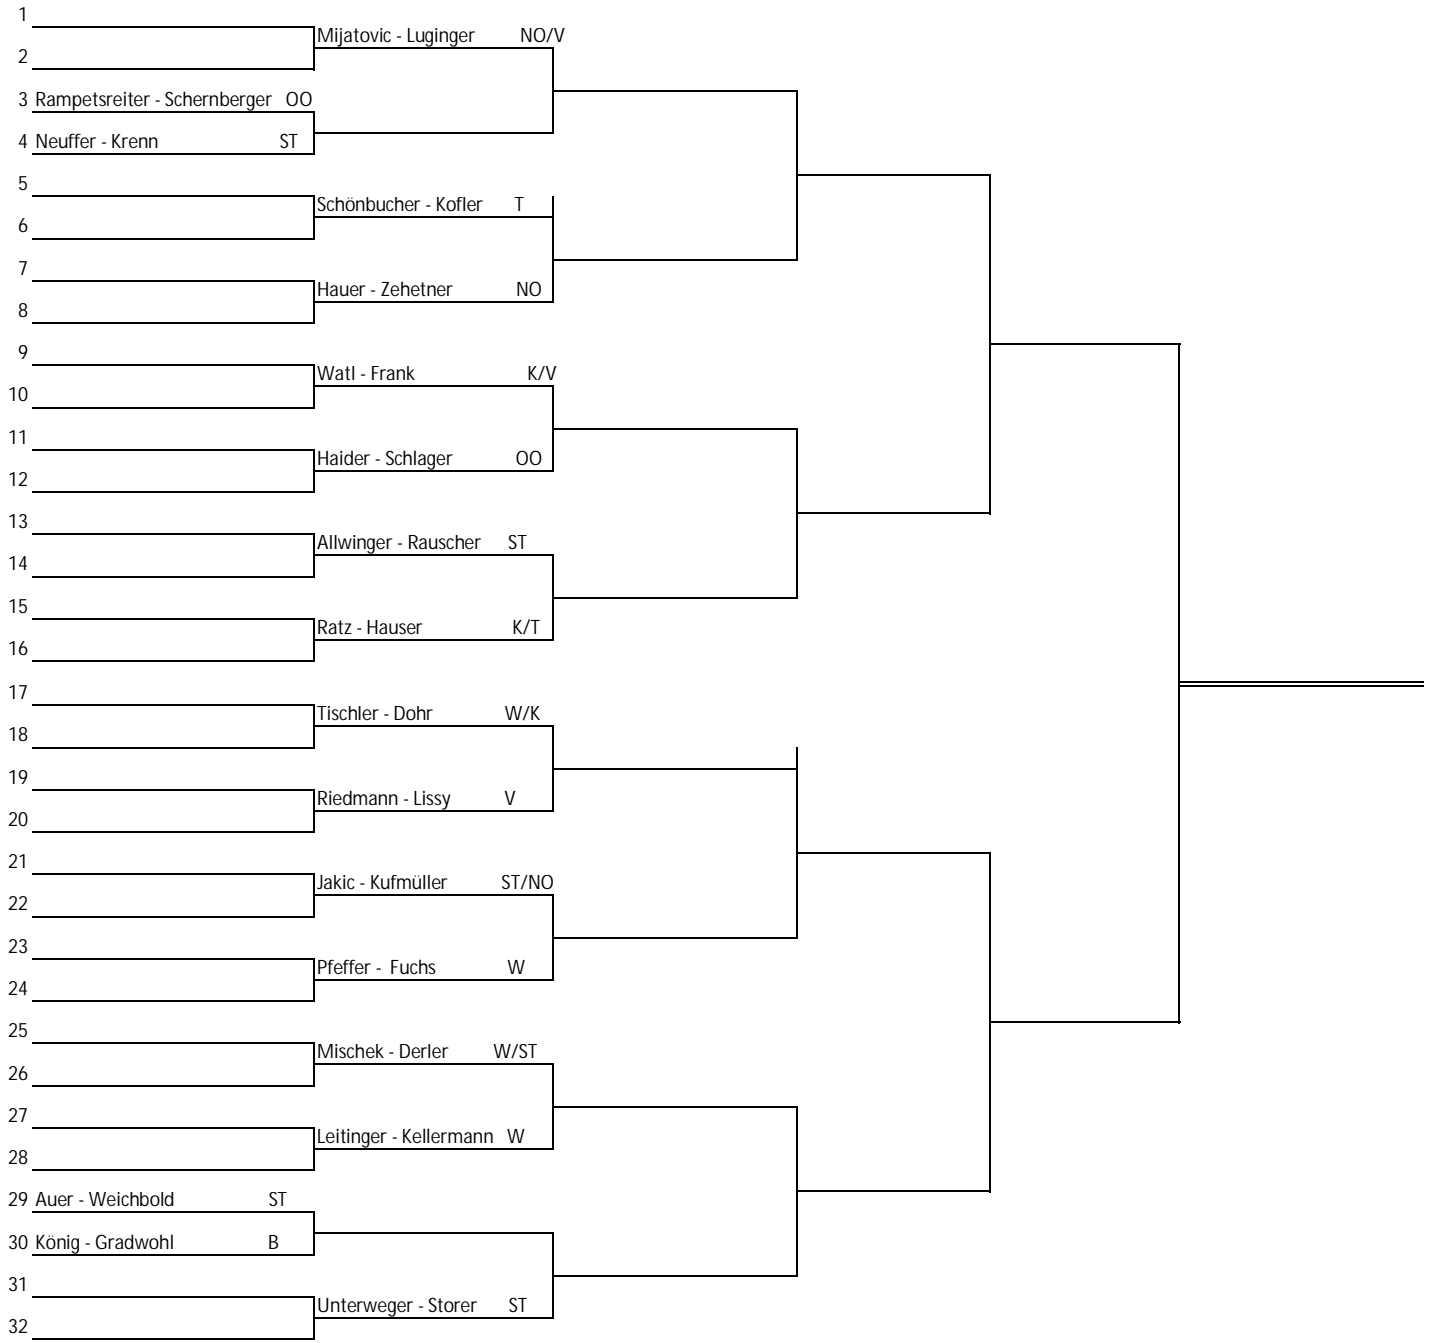 1
Mijatovic - Luginger NO/V
2
3 Rampetsreiter - Schernberger OO
4 Neuffer - Krenn ST
5
Schönbucher - Kofler T
6
7
Hauer - Zehetner NO
8
9
Watl - Frank K/V
10
11
Haider - Schlager OO
12
13
Allwinger - Rauscher ST
14
15
Ratz - Hauser K/T
16
17
Tischler - Dohr W/K
18
19
Riedmann - Lissy V
20
21
Jakic - Kufmüller ST/NO
22
23
Pfeffer - Fuchs W
24
25
Mischek - Derler W/ST
26
27
Leitinger - Kellermann W
28
29 Auer - Weichbold ST
30 König - Gradwohl B
31
Unterweger - Storer ST
32